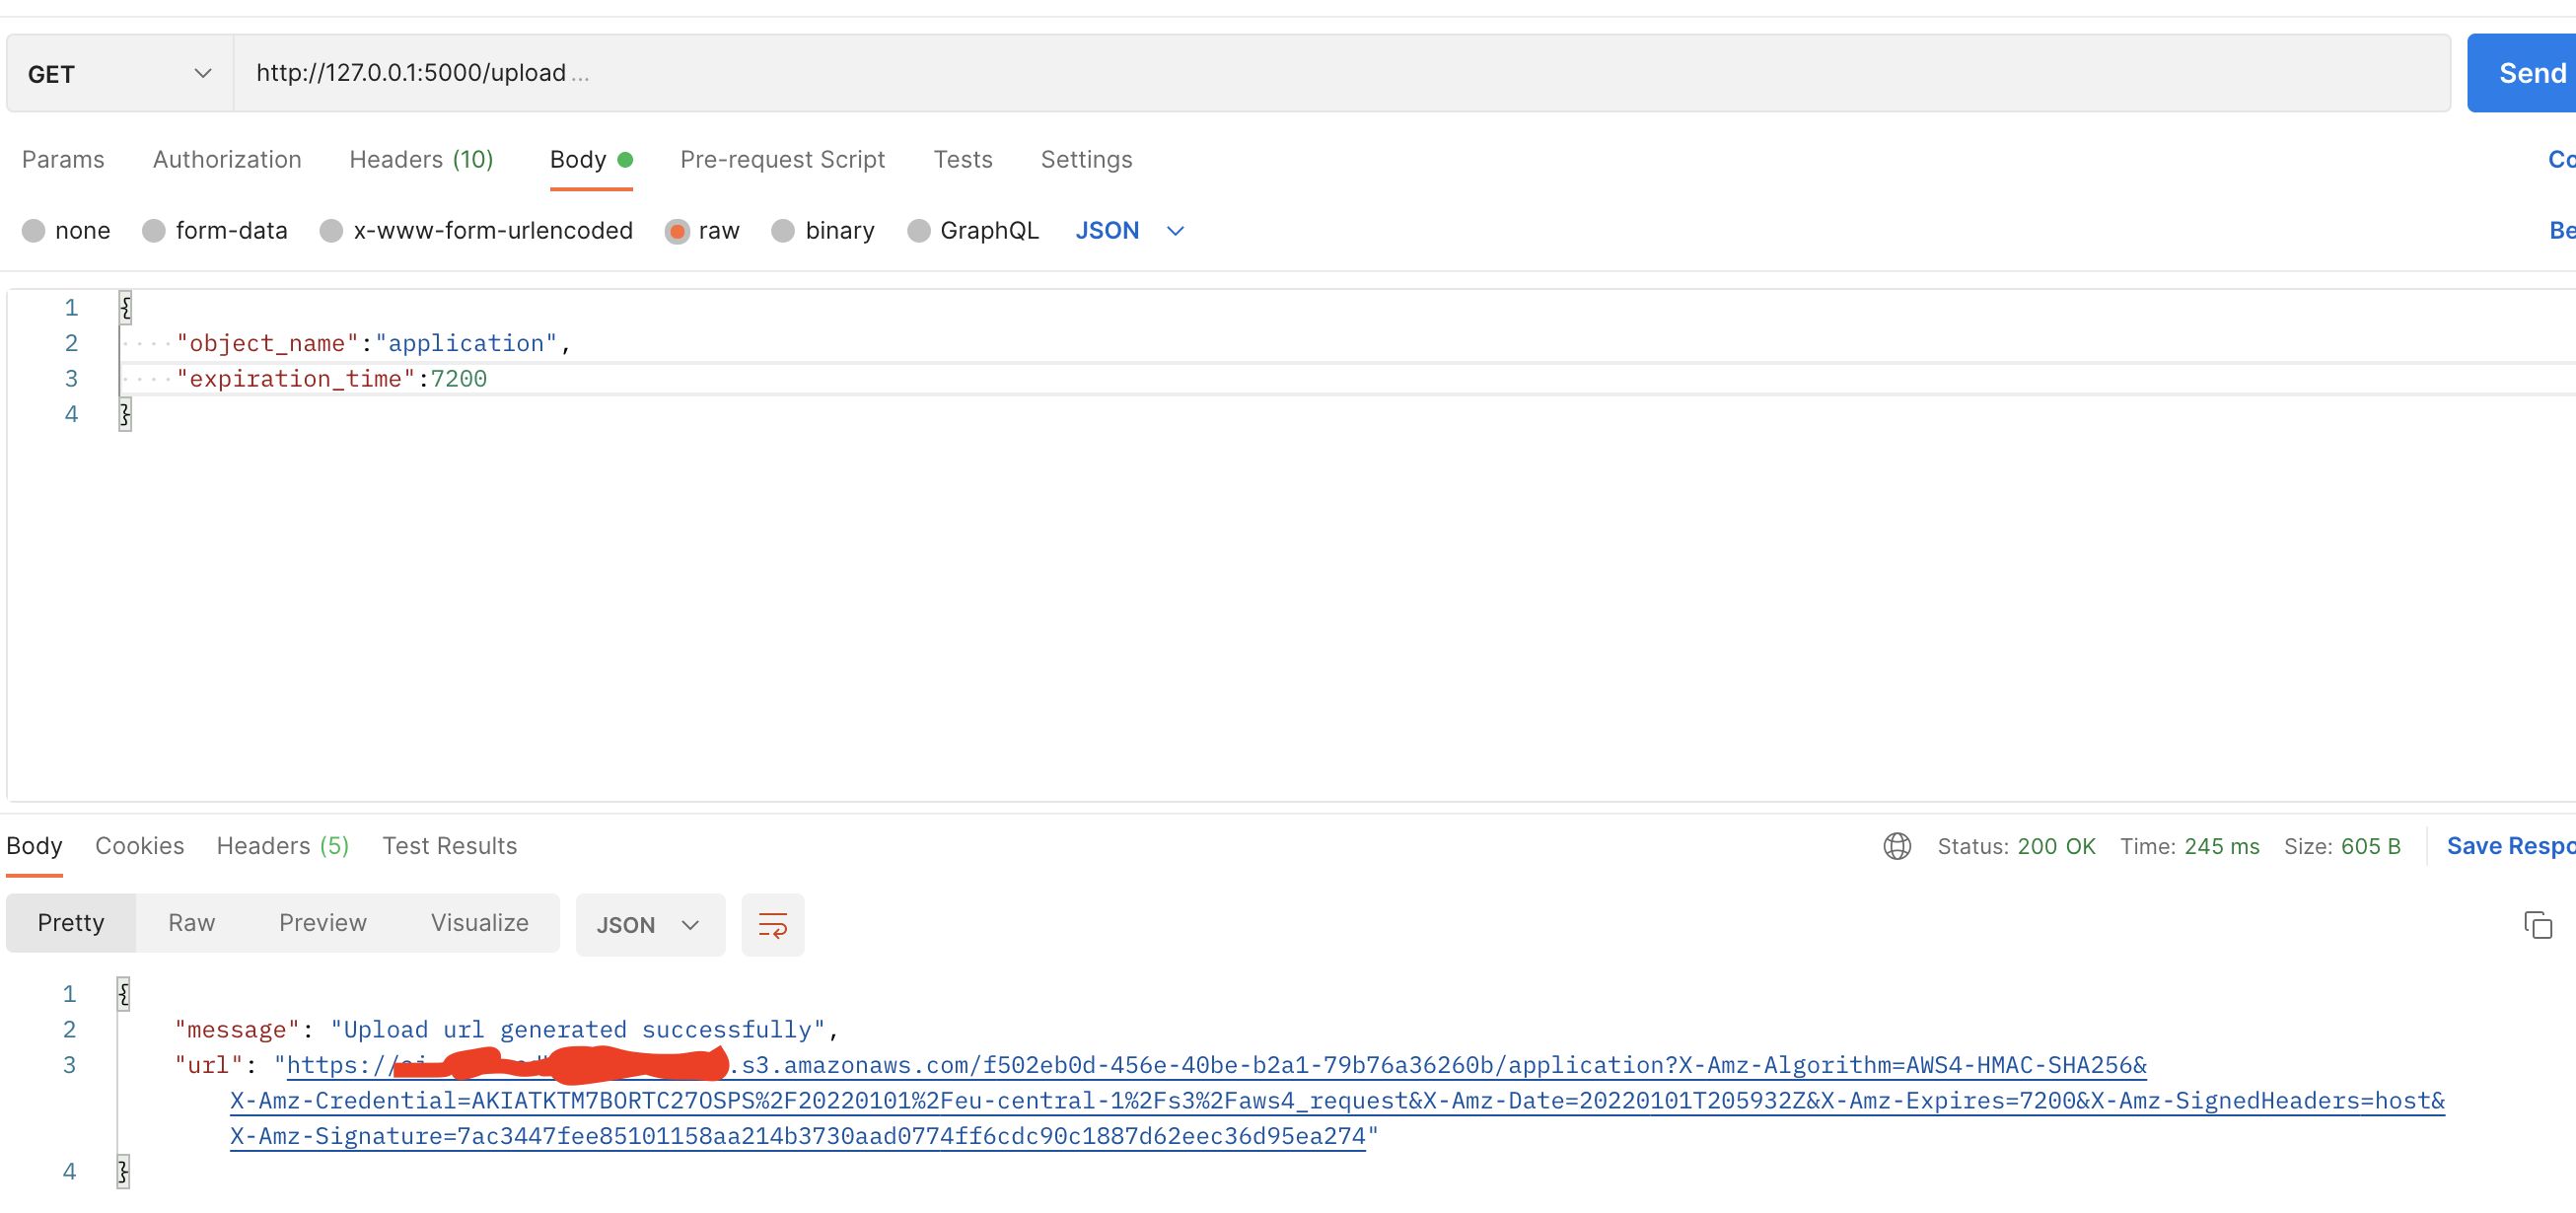 GET http://127.0.0.1:5000/upload ... Send
Params Authorization Headers (10) Body Pre-request Script Tests Settings
none form-data x-www-form-urlencoded raw binary GraphQL JSON
1 {
2 "object_name":"application",
3 "expiration_time":7200
4 }
Body Cookies Headers (5) Test Results Status: 200 OK Time: 245 ms Size: 605 B Save Respo
Pretty Raw Preview Visualize JSON
1 {
2 "message": "Upload url generated successfully",
3 "url": "https:// .s3.amazonaws.com/f502eb0d-456e-40be-b2a1-79b76a36260b/application?X-Amz-Algorithm=AWS4-HMAC-SHA256&
X-Amz-Credential=AKIATKTM7BORTC27OSPS%2F20220101%2Feu-central-1%2Fs3%2Faws4_request&X-Amz-Date=20220101T205932Z&X-Amz-Expires=7200&X-Amz-SignedHeaders=host&
X-Amz-Signature=7ac3447fee85101158aa214b3730aad0774ff6cdc90c1887d62eec36d95ea274"
4 }